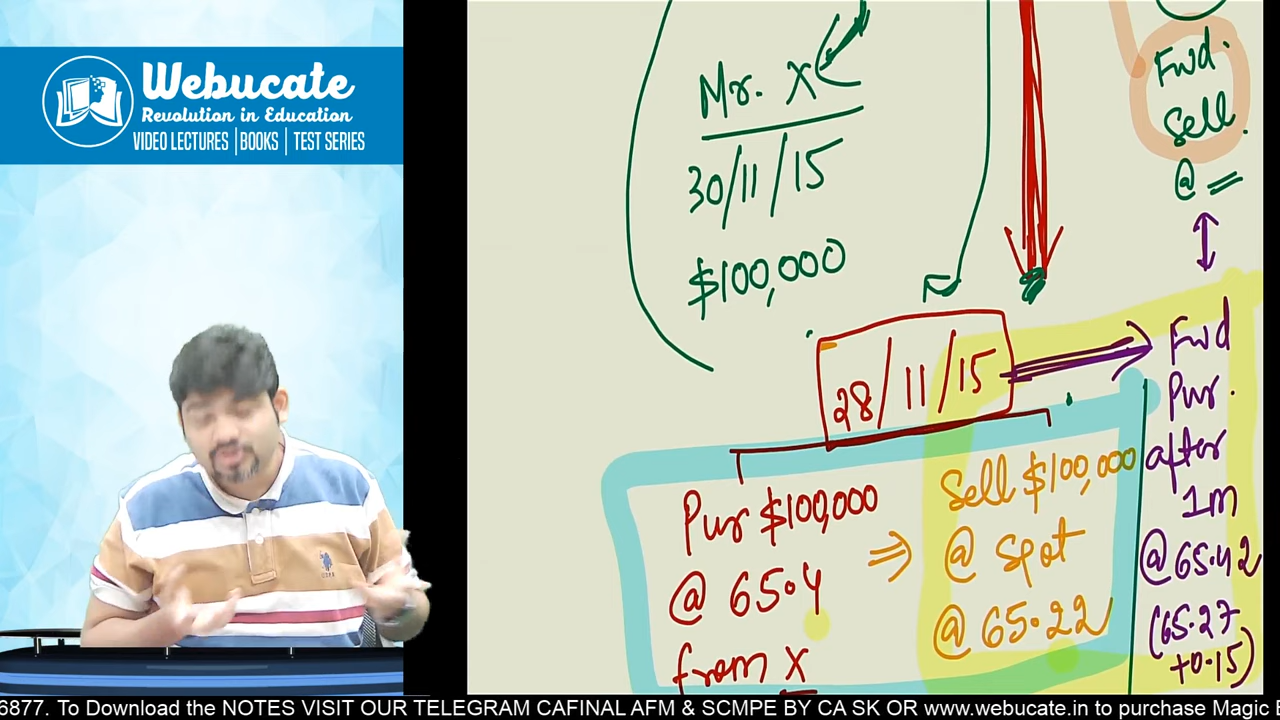 Webucate
Revolution in Education
VIDEO LECTURES | BOOKS | TEST SERIES
Mr. X
30/11/15
$100,000
Fwd.
Sell.
@ =
28/11/15
Fwd
Pur.
after
1m
@ 65.42
(65.27
+0.15)
Pur $100,000
@ 65.4
from X
⇒
Sell $100,000
@ Spot
@ 65.22
6877. To Download the NOTES VISIT OUR TELEGRAM CAFINAL AFM & SCMPE BY CA SK OR www.webucate.in to purchase Magic